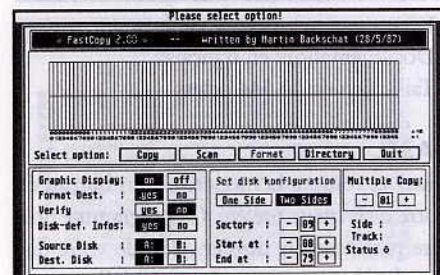 Please select option!
FastCopy 2.00 -- written by Martin Backschat (28/5/87)
Select option: Copy Scan Format Directory Quit
Graphic Display: on off
Format Dest. : yes no
Verify : yes no
Disk-def. Infos: yes no
Source Disk : A: B:
Dest. Disk : A: B:
Set disk konfiguration
One Side Two Sides
Sectors : - 09 +
Start at : - 00 +
End at : - 79 +
Multiple Copy:
- 01 +
Side :
Track:
Status